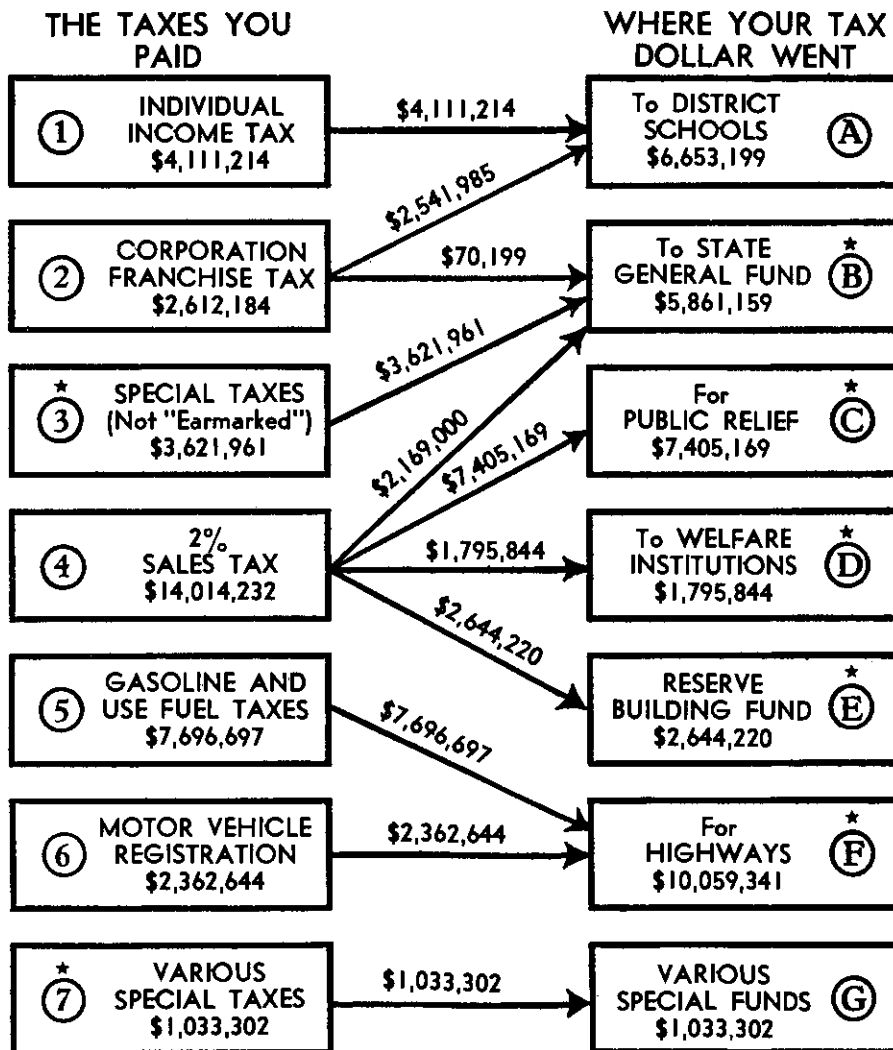 THE TAXES YOU
PAID
WHERE YOUR TAX
DOLLAR WENT
1
INDIVIDUAL
INCOME TAX
$4,111,214
$4,111,214
To DISTRICT
SCHOOLS
$6,653,199
A
$2,541,985
2
CORPORATION
FRANCHISE TAX
$2,612,184
$70,199
To STATE
GENERAL FUND
$5,861,159
*
B
$3,621,961
*
3
SPECIAL TAXES
(Not "Earmarked")
$3,621,961
$2,169,000
$7,405,169
For
PUBLIC RELIEF
$7,405,169
*
C
4
2%
SALES TAX
$14,014,232
$1,795,844
To WELFARE
INSTITUTIONS
$1,795,844
*
D
$2,644,220
5
GASOLINE AND
USE FUEL TAXES
$7,696,697
$7,696,697
RESERVE
BUILDING FUND
$2,644,220
*
E
6
MOTOR VEHICLE
REGISTRATION
$2,362,644
$2,362,644
For
HIGHWAYS
$10,059,341
*
F
*
7
VARIOUS
SPECIAL TAXES
$1,033,302
$1,033,302
VARIOUS
SPECIAL FUNDS
$1,033,302
G